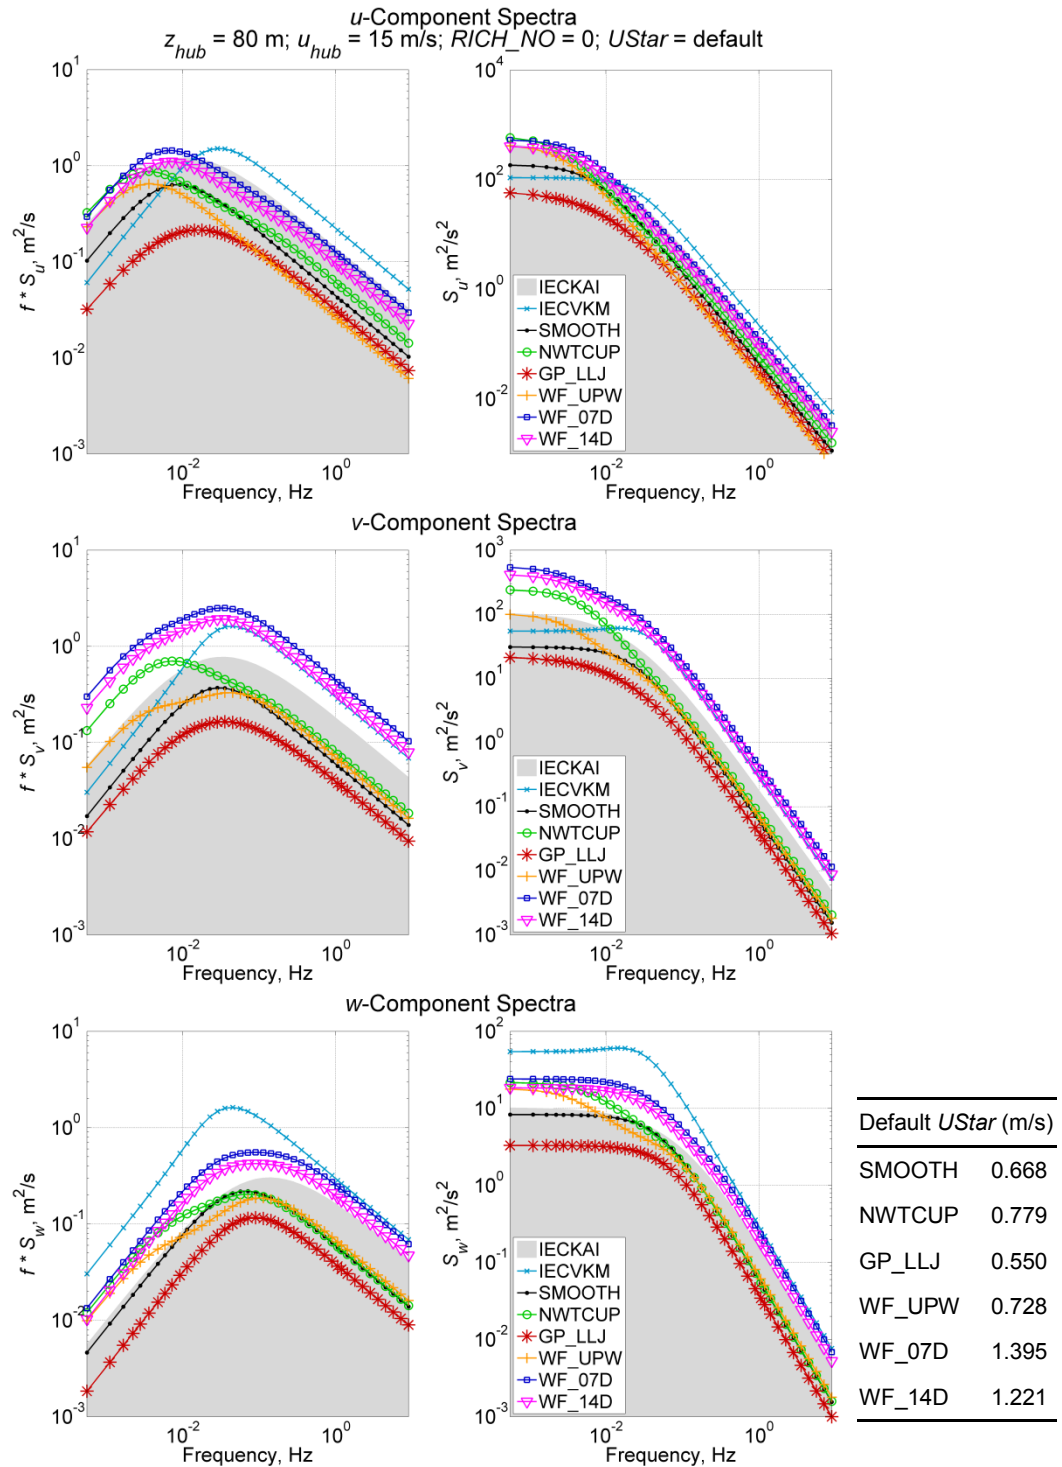 u-Component Spectra
z_hub = 80 m; u_hub = 15 m/s; RICH_NO = 0; UStar = default
10^1
10^0
10^-1
10^-2
10^-3
f * S_u, m^2/s
10^-2
10^0
Frequency, Hz
10^4
10^2
10^0
10^-2
S_u, m^2/s^2
IECKAI
IECVKM
SMOOTH
NWTCUP
GP_LLJ
WF_UPW
WF_07D
WF_14D
10^-2
10^0
Frequency, Hz
v-Component Spectra
10^1
10^0
10^-1
10^-2
10^-3
f * S_v, m^2/s
10^-2
10^0
Frequency, Hz
10^3
10^2
10^1
10^0
10^-1
10^-2
10^-3
S_v, m^2/s^2
IECKAI
IECVKM
SMOOTH
NWTCUP
GP_LLJ
WF_UPW
WF_07D
WF_14D
10^-2
10^0
Frequency, Hz
w-Component Spectra
10^1
10^0
10^-1
10^-2
10^-3
f * S_w, m^2/s
10^-2
10^0
Frequency, Hz
10^2
10^1
10^0
10^-1
10^-2
10^-3
S_w, m^2/s^2
IECKAI
IECVKM
SMOOTH
NWTCUP
GP_LLJ
WF_UPW
WF_07D
WF_14D
10^-2
10^0
Frequency, Hz
Default UStar (m/s)
SMOOTH 0.668
NWTCUP 0.779
GP_LLJ 0.550
WF_UPW 0.728
WF_07D 1.395
WF_14D 1.221